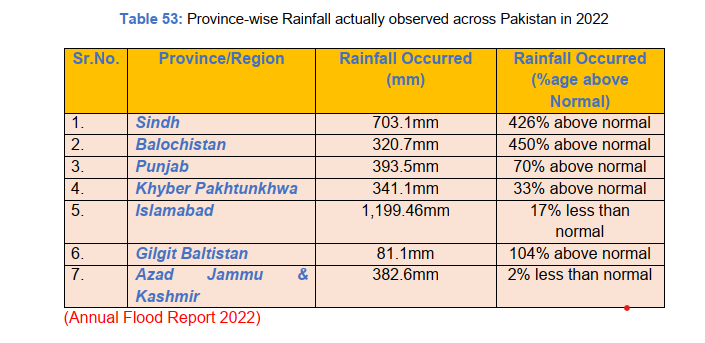 Table 53: Province-wise Rainfall actually observed across Pakistan in 2022
Sr.No. Province/Region Rainfall Occurred (mm) Rainfall Occurred (%age above Normal)
1. Sindh 703.1mm 426% above normal
2. Balochistan 320.7mm 450% above normal
3. Punjab 393.5mm 70% above normal
4. Khyber Pakhtunkhwa 341.1mm 33% above normal
5. Islamabad 1,199.46mm 17% less than normal
6. Gilgit Baltistan 81.1mm 104% above normal
7. Azad Jammu & Kashmir 382.6mm 2% less than normal
(Annual Flood Report 2022)